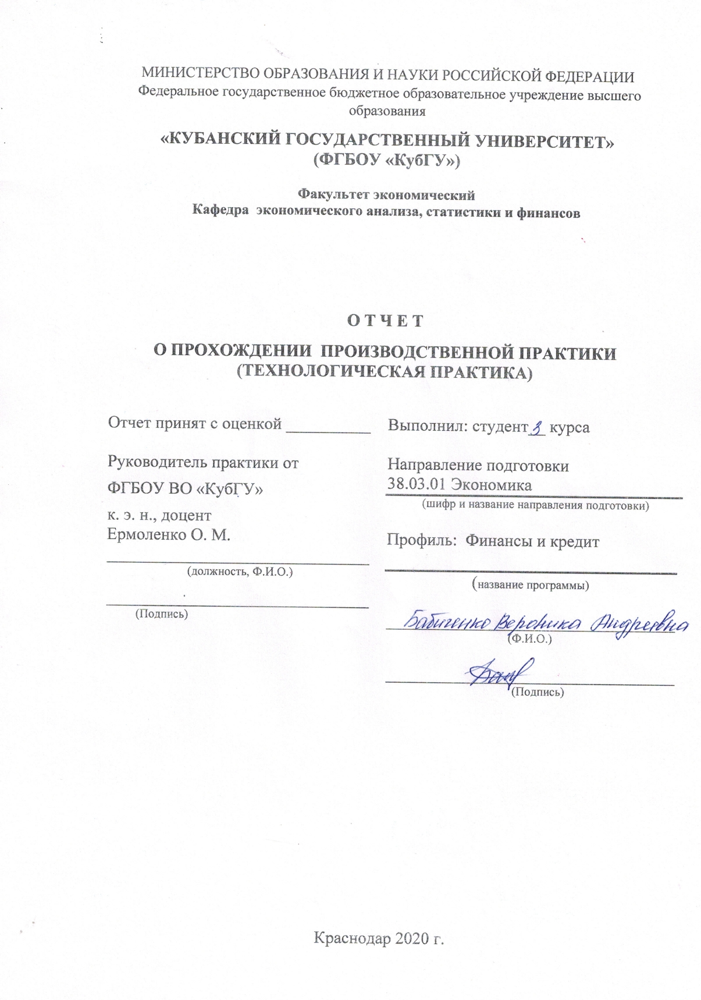 МИНИСТЕРСТВО ОБРАЗОВАНИЯ И НАУКИ РОССИЙСКОЙ ФЕДЕРАЦИИ
Федеральное государственное бюджетное образовательное учреждение высшего
образования
«КУБАНСКИЙ ГОСУДАРСТВЕННЫЙ УНИВЕРСИТЕТ»
(ФГБОУ «КубГУ»)
Факультет экономический
Кафедра экономического анализа, статистики и финансов
О Т Ч Е Т
О ПРОХОЖДЕНИИ ПРОИЗВОДСТВЕННОЙ ПРАКТИКИ
(ТЕХНОЛОГИЧЕСКАЯ ПРАКТИКА)
Отчет принят с оценкой __________
Руководитель практики от
ФГБОУ ВО «КубГУ»
к. э. н., доцент
Ермоленко О. М.
(должность, Ф.И.О.)
(Подпись)
Выполнил: студент 3 курса
Направление подготовки
38.03.01 Экономика
(шифр и название направления подготовки)
Профиль: Финансы и кредит
(название программы)
Бабиченко Вероника Андреевна
(Ф.И.О.)
(Подпись)
Краснодар 2020 г.